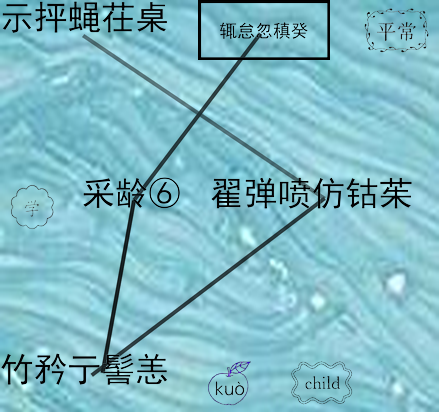 示抨蝇茌桌
辄怠忽稹癸
平常
学
采龄⑥
翟弹喷仿钴茱
竹矜亍髻恙
kuò
child